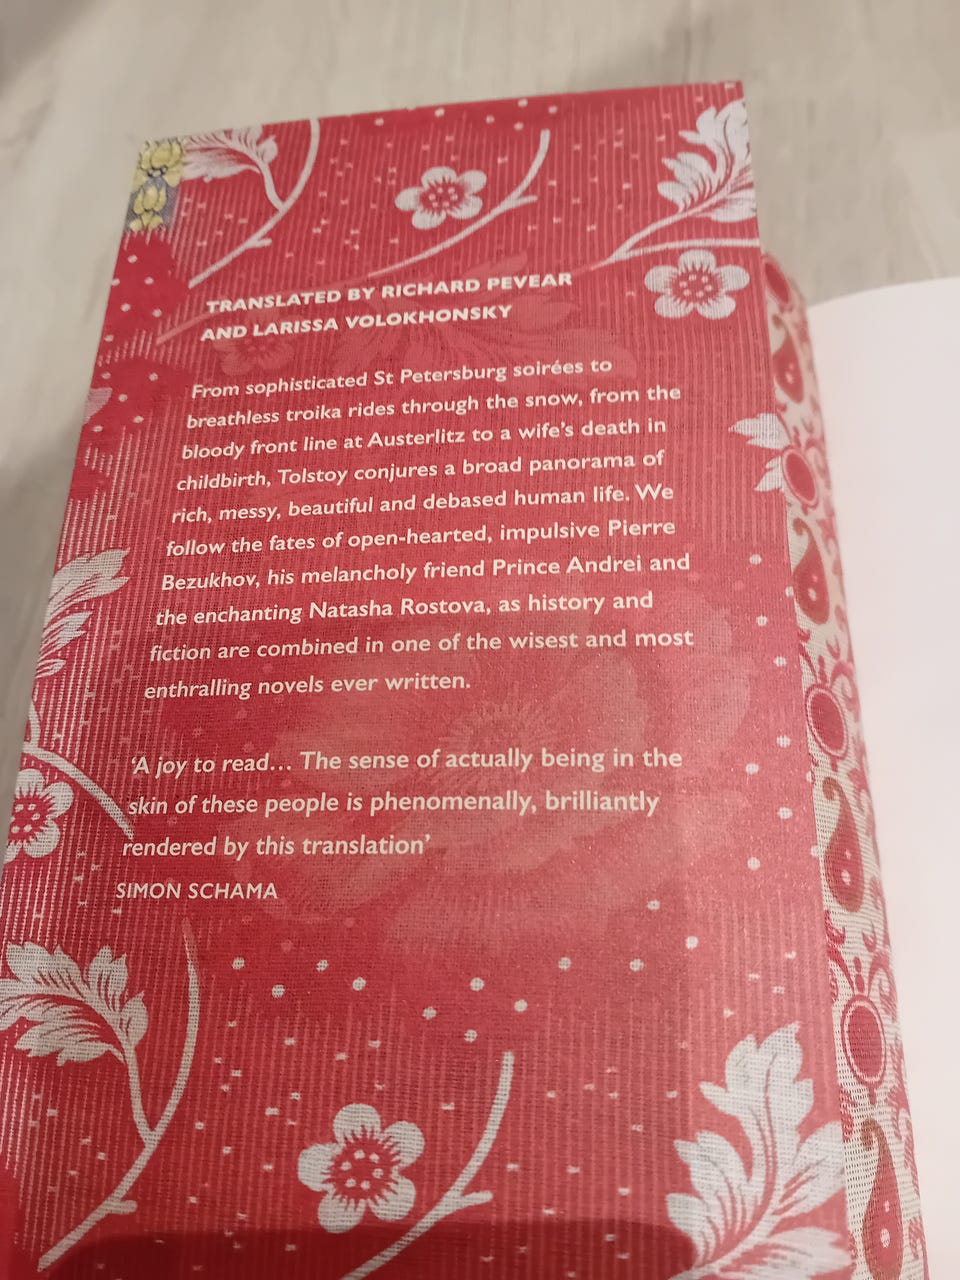 TRANSLATED BY RICHARD PEVEAR
AND LARISSA VOLOKHONSKY
From sophisticated St Petersburg soirées to
breathless troika rides through the snow, from the
bloody front line at Austerlitz to a wife's death in
childbirth, Tolstoy conjures a broad panorama of
rich, messy, beautiful and debased human life. We
follow the fates of open-hearted, impulsive Pierre
Bezukhov, his melancholy friend Prince Andrei and
the enchanting Natasha Rostova, as history and
fiction are combined in one of the wisest and most
enthralling novels ever written.
'A joy to read... The sense of actually being in the
skin of these people is phenomenally, brilliantly
rendered by this translation'
SIMON SCHAMA